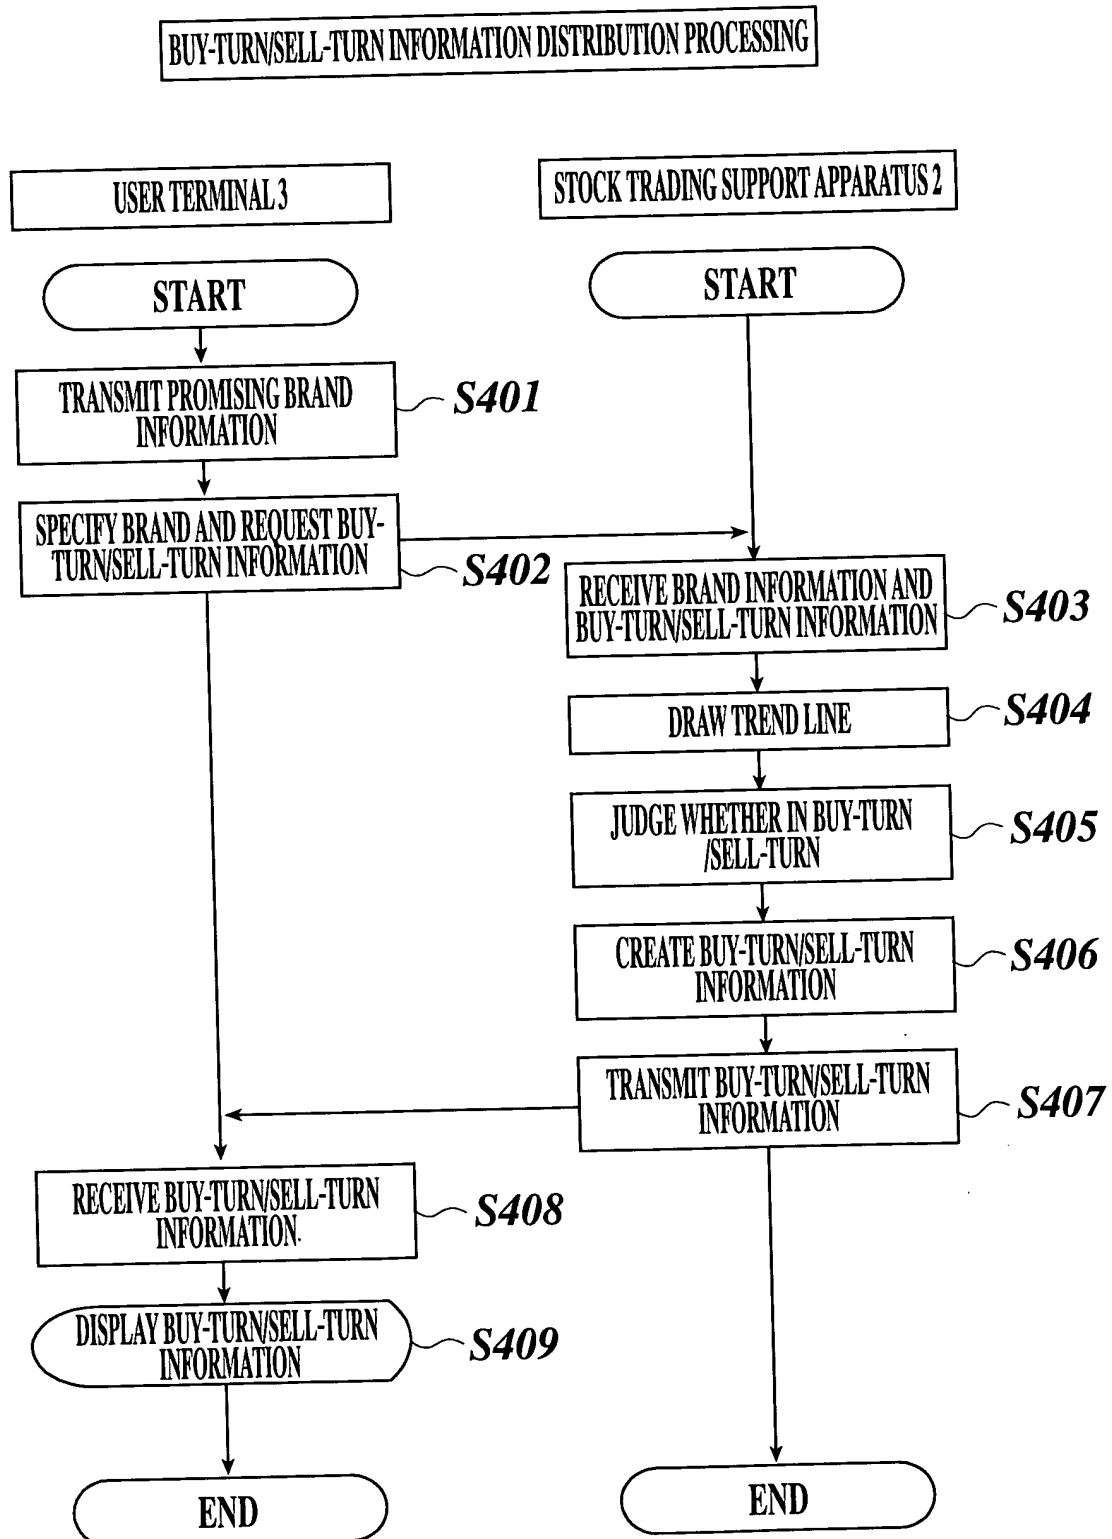 BUY-TURN/SELL-TURN INFORMATION DISTRIBUTION PROCESSING
USER TERMINAL 3
STOCK TRADING SUPPORT APPARATUS 2
START
START
TRANSMIT PROMISING BRAND
INFORMATION
S401
SPECIFY BRAND AND REQUEST BUY-
TURN/SELL-TURN INFORMATION
S402
RECEIVE BRAND INFORMATION AND
BUY-TURN/SELL-TURN INFORMATION
S403
DRAW TREND LINE
S404
JUDGE WHETHER IN BUY-TURN
/SELL-TURN
S405
CREATE BUY-TURN/SELL-TURN
INFORMATION
S406
TRANSMIT BUY-TURN/SELL-TURN
INFORMATION
S407
RECEIVE BUY-TURN/SELL-TURN
INFORMATION.
S408
DISPLAY BUY-TURN/SELL-TURN
INFORMATION
S409
END
END